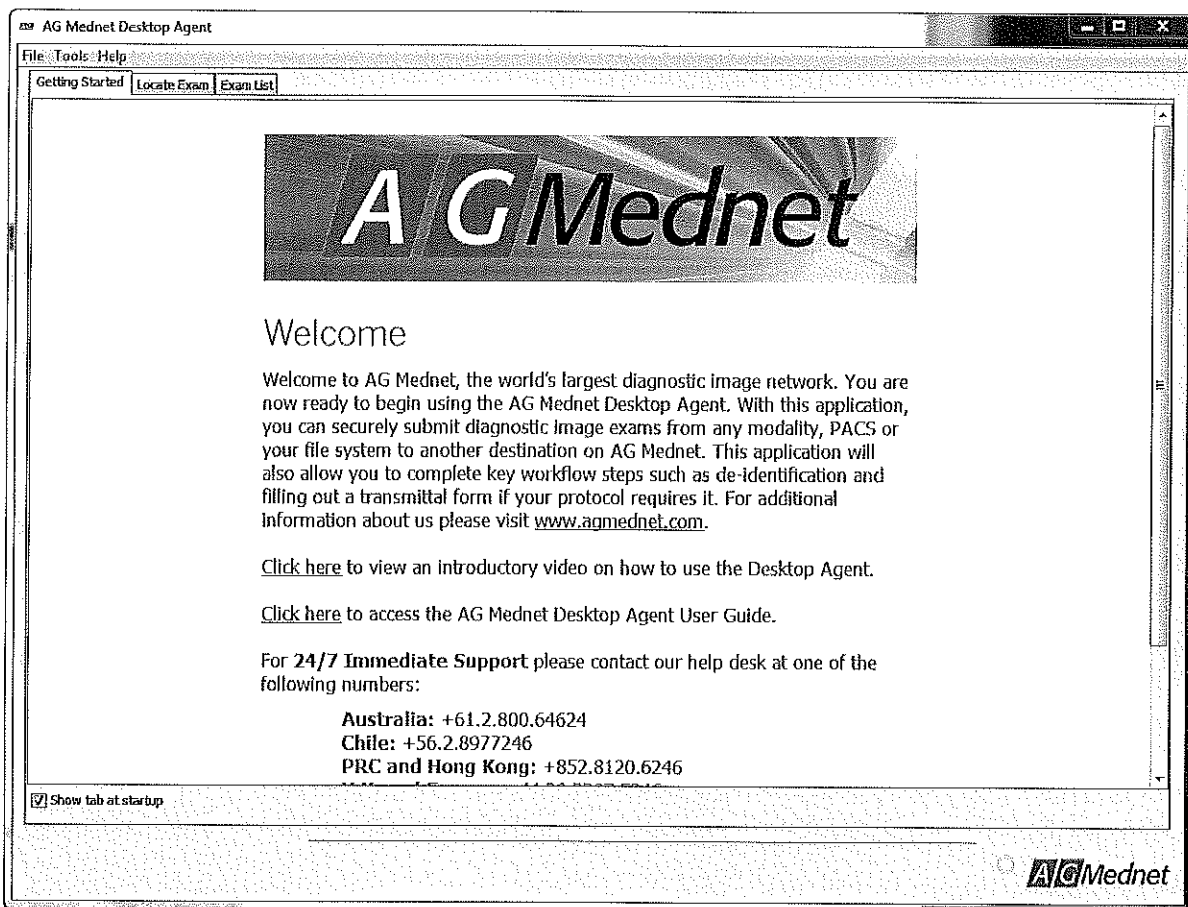 AG Mednet Desktop Agent
File Tools Help
Getting Started Locate Exam Exam List
AG Mednet
Welcome
Welcome to AG Mednet, the world's largest diagnostic image network. You are
now ready to begin using the AG Mednet Desktop Agent. With this application,
you can securely submit diagnostic image exams from any modality, PACS or
your file system to another destination on AG Mednet. This application will
also allow you to complete key workflow steps such as de-identification and
filling out a transmittal form if your protocol requires it. For additional
information about us please visit www.agmednet.com.
Click here to view an introductory video on how to use the Desktop Agent.
Click here to access the AG Mednet Desktop Agent User Guide.
For 24/7 Immediate Support please contact our help desk at one of the
following numbers:
Australia: +61.2.800.64624
Chile: +56.2.8977246
PRC and Hong Kong: +852.8120.6246
Show tab at startup
AG Mednet